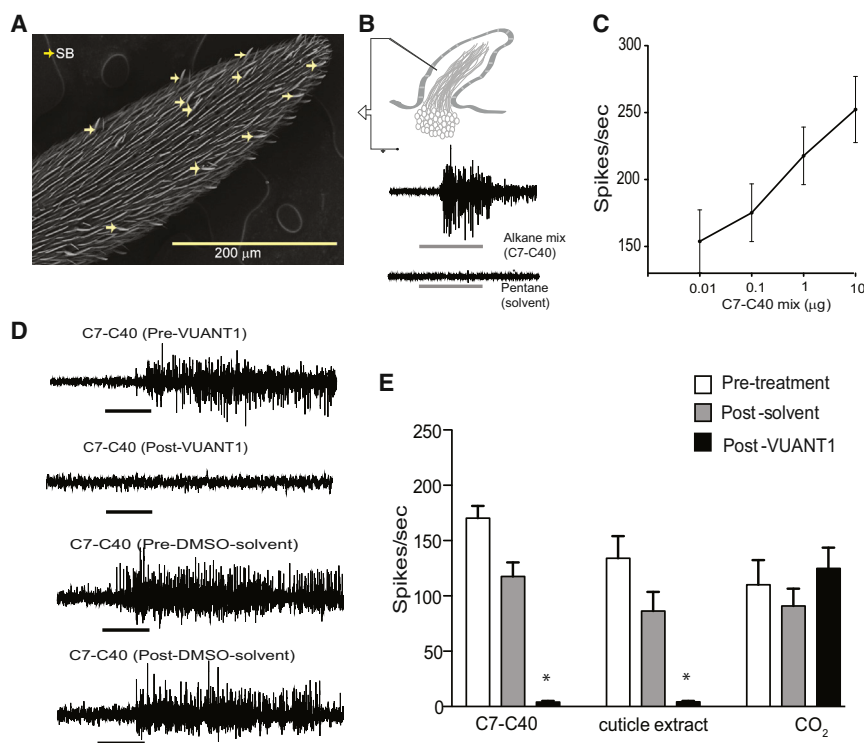 A
SB
200 μm
B
Alkane mix
(C7-C40)
Pentane
(solvent)
C
300
250
200
150
Spikes/sec
0.01 0.1 1 10
C7-C40 mix (μg)
D
C7-C40 (Pre-VUANT1)
C7-C40 (Post-VUANT1)
C7-C40 (Pre-DMSO-solvent)
C7-C40 (Post-DMSO-solvent)
E
Pre-treatment
Post-solvent
Post-VUANT1
250
200
150
100
50
0
Spikes/sec
* *
C7-C40 cuticle extract CO₂